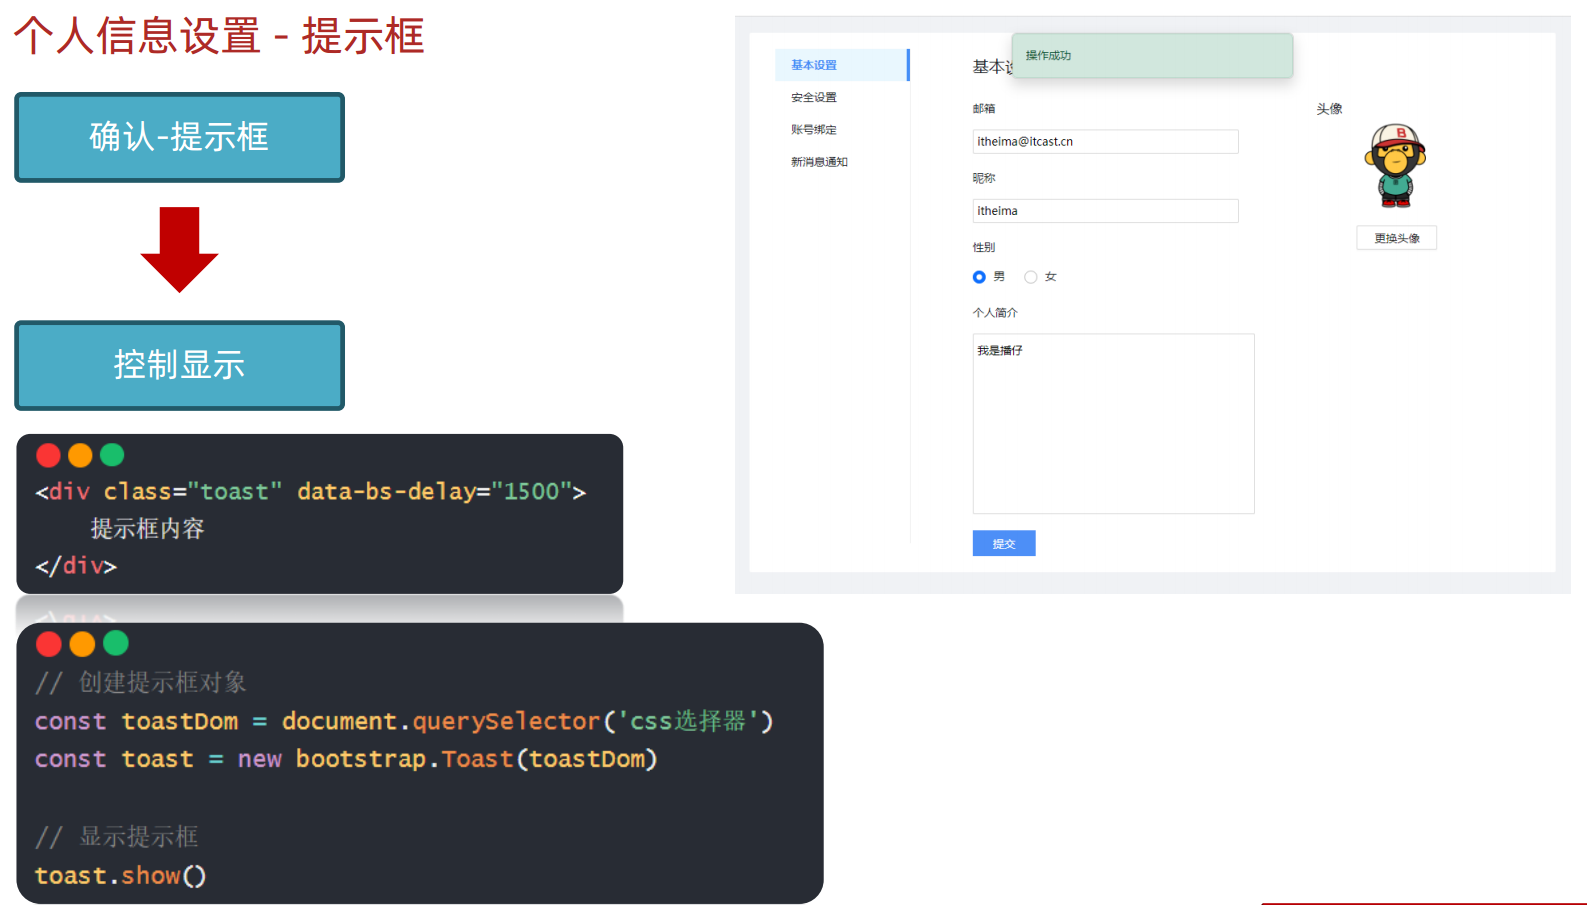 个人信息设置 - 提示框
确认-提示框
控制显示
<div class="toast" data-bs-delay="1500">
    提示框内容
</div>
// 创建提示框对象
const toastDom = document.querySelector('css选择器')
const toast = new bootstrap.Toast(toastDom)
// 显示提示框
toast.show()
基本设置
安全设置
账号绑定
新消息通知
基本设
操作成功
邮箱
itheima@itcast.cn
昵称
itheima
性别
男 女
个人简介
我是播仔
提交
头像
B
更换头像